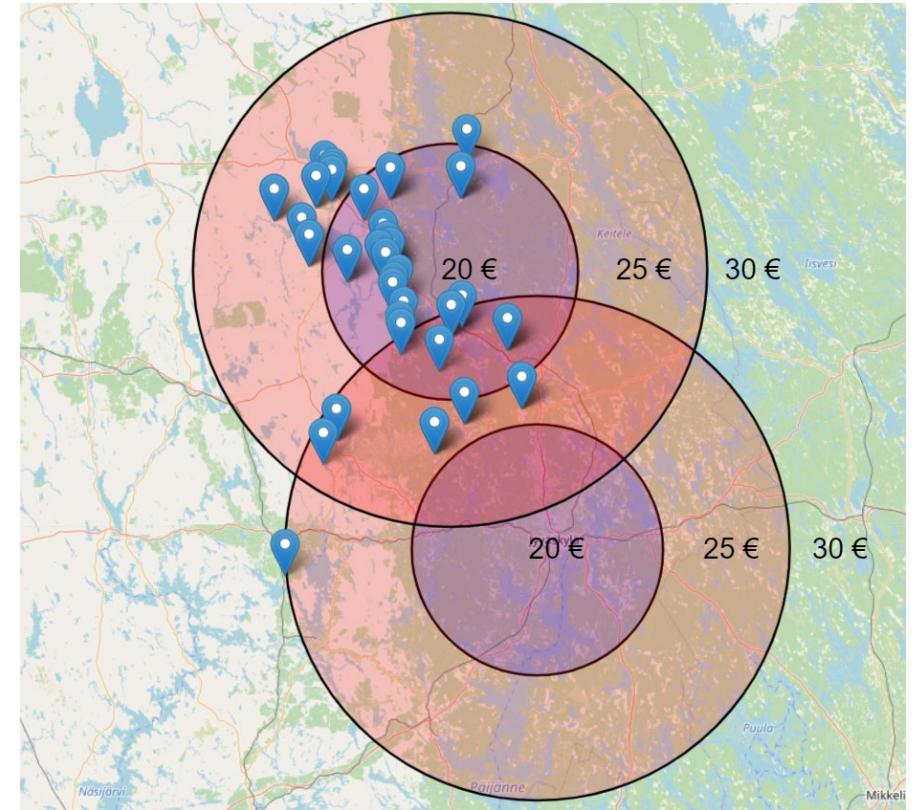 Keitele
20 €
25 €
30 €
Iisvesi
20 €
25 €
30 €
Puula
Näsijärvi
Päijänne
Mikkeli